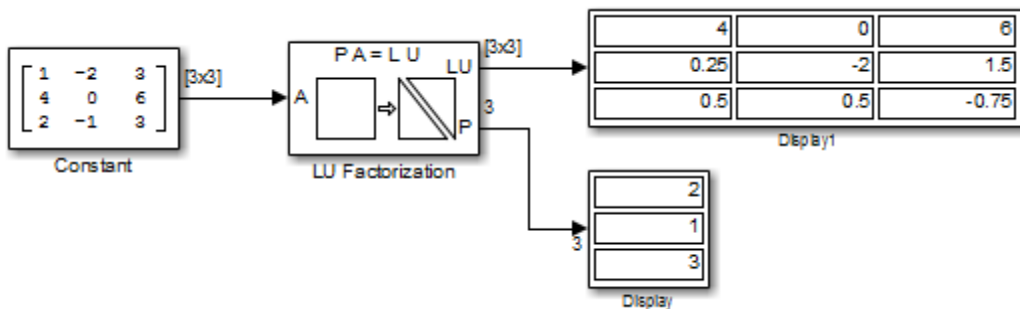 1 −2 3
4 0 6
2 −1 3
Constant
[3x3]
P A = L U
A
LU
P
LU Factorization
[3x3]
3
4 0 6
0.25 -2 1.5
0.5 0.5 -0.75
Display1
3
2
1
3
Display